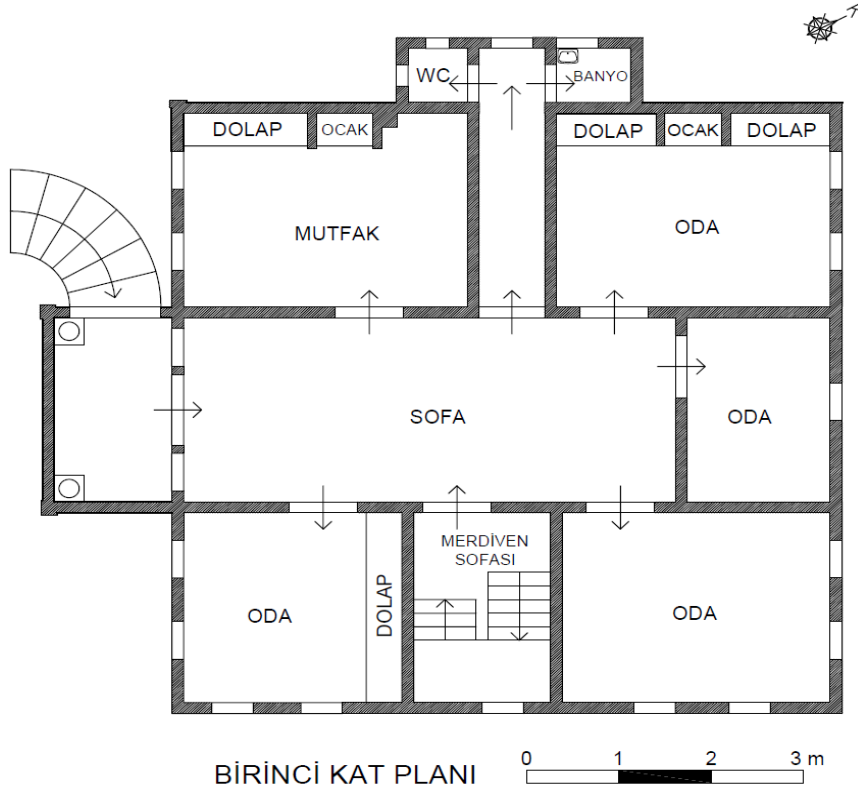 K
WC
BANYO
DOLAP
OCAK
DOLAP
OCAK
DOLAP
MUTFAK
ODA
SOFA
ODA
MERDİVEN
SOFASI
ODA
DOLAP
ODA
BİRİNCİ KAT PLANI
0 1 2 3 m